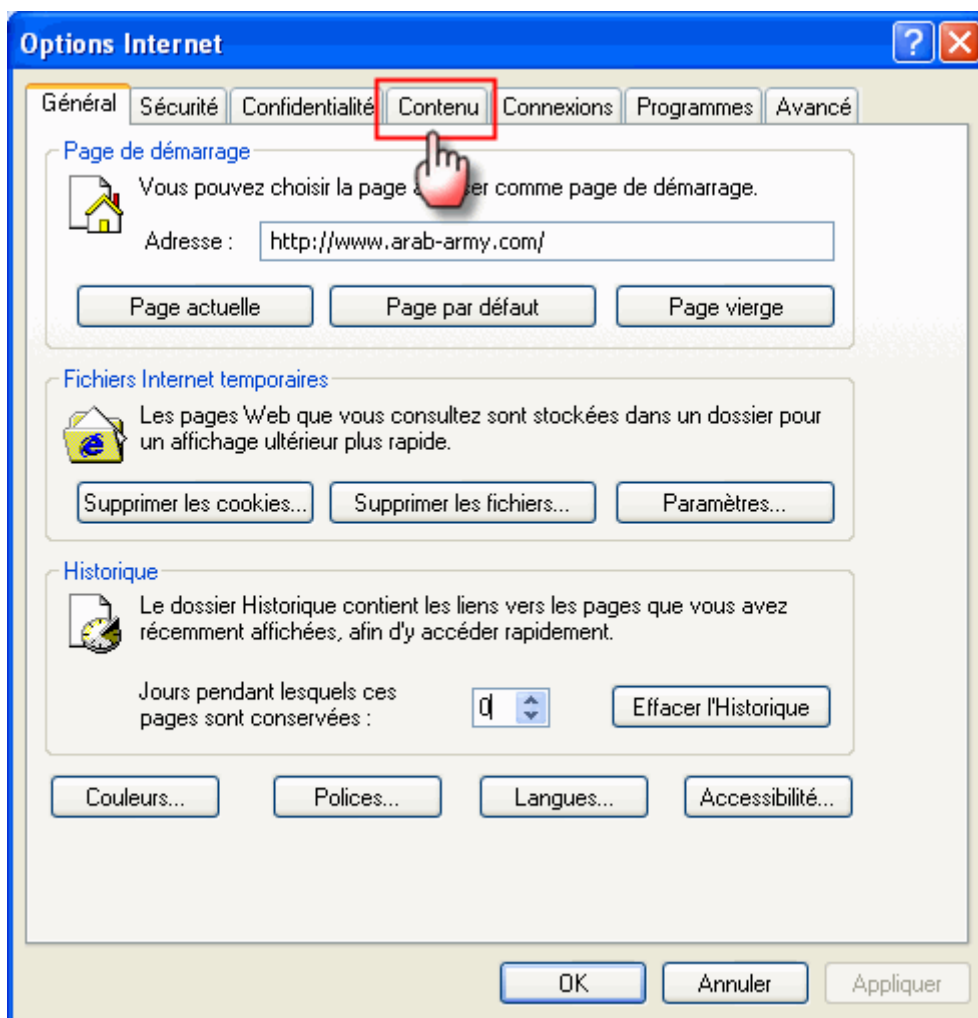 Options Internet
Général Sécurité Confidentialité Contenu Connexions Programmes Avancé
Page de démarrage
Vous pouvez choisir la page comme page de démarrage.
Adresse : http://www.arab-army.com/
Page actuelle Page par défaut Page vierge
Fichiers Internet temporaires
Les pages Web que vous consultez sont stockées dans un dossier pour
un affichage ultérieur plus rapide.
Supprimer les cookies... Supprimer les fichiers... Paramètres...
Historique
Le dossier Historique contient les liens vers les pages que vous avez
récemment affichées, afin d'y accéder rapidement.
Jours pendant lesquels ces
pages sont conservées : 0 Effacer l'Historique
Couleurs... Polices... Langues... Accessibilité...
OK Annuler Appliquer